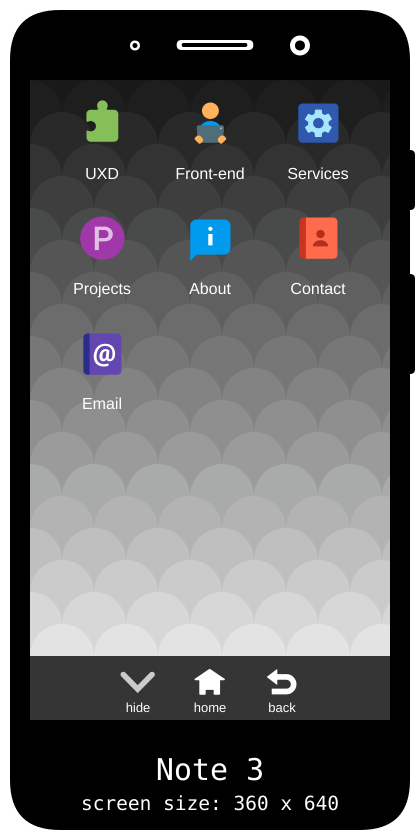 UXD Front-end Services
P
Projects About Contact
@
Email
hide home back
Note 3
screen size: 360 x 640